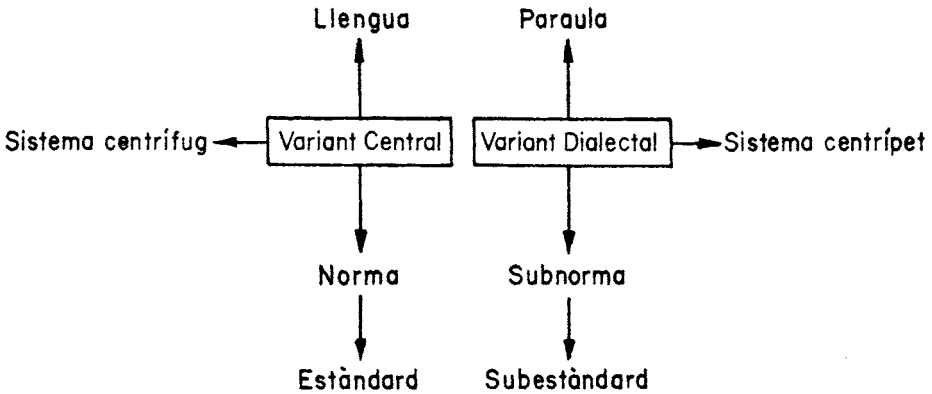 Llengua Paraula
Sistema centrífug Variant Central Variant Dialectal Sistema centrípet
Norma Subnorma
Estàndard Subestàndard